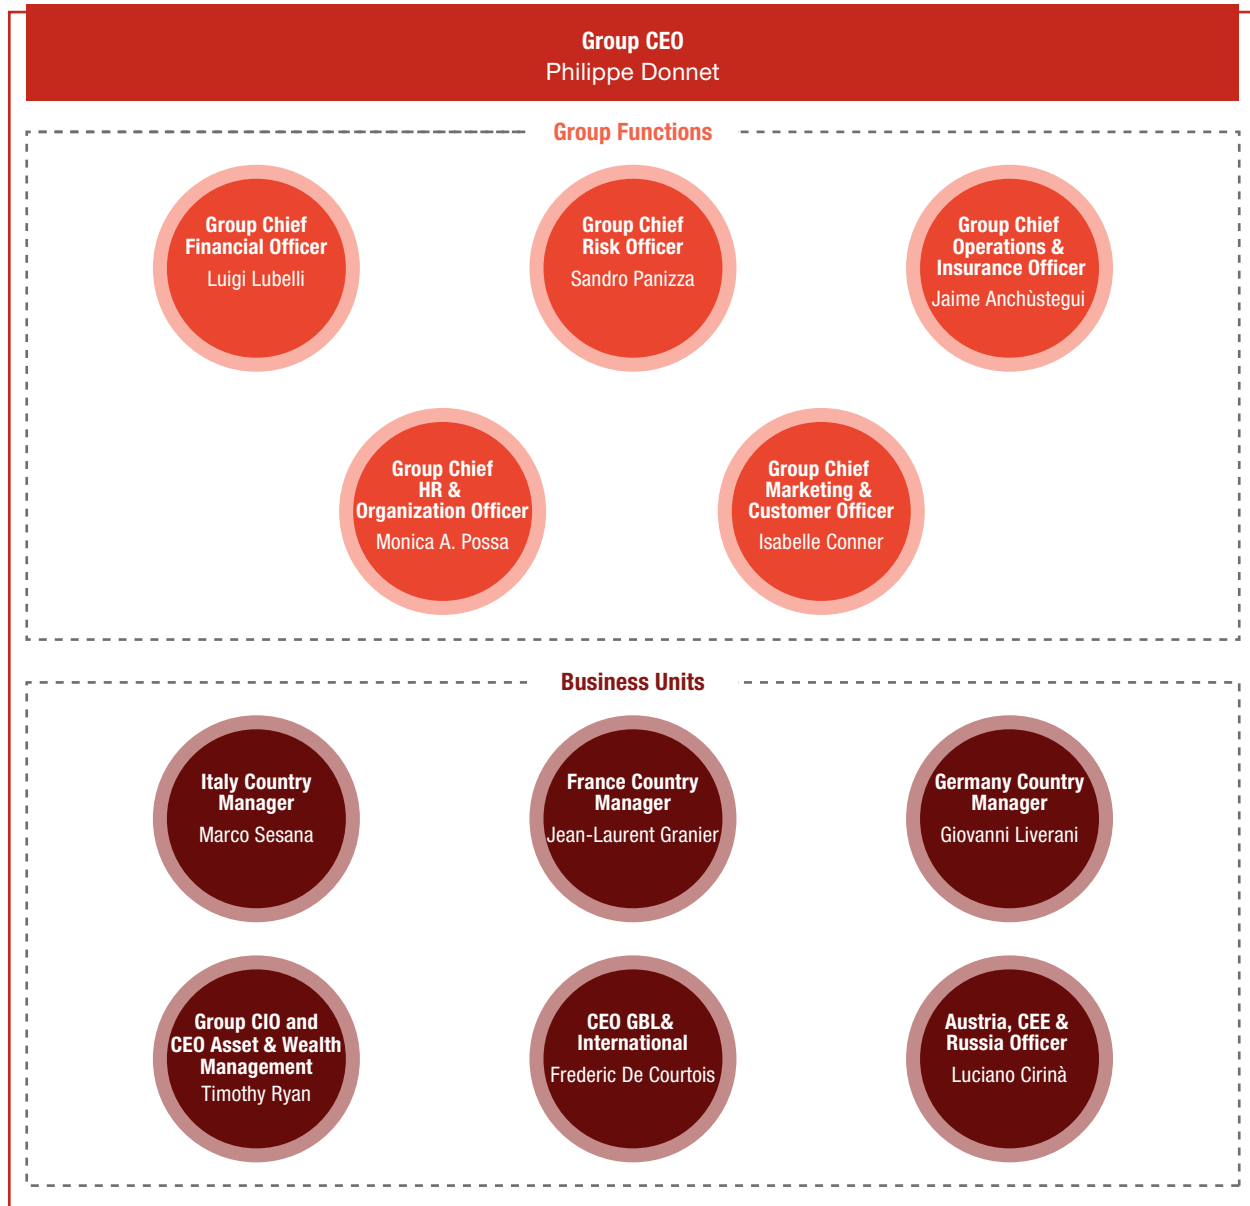 Group CEO
Philippe Donnet
Group Functions
Group Chief
Financial Officer
Luigi Lubelli
Group Chief
Risk Officer
Sandro Panizza
Group Chief
Operations &
Insurance Officer
Jaime Anchùstegui
Group Chief
HR &
Organization Officer
Monica A. Possa
Group Chief
Marketing &
Customer Officer
Isabelle Conner
Business Units
Italy Country
Manager
Marco Sesana
France Country
Manager
Jean-Laurent Granier
Germany Country
Manager
Giovanni Liverani
Group CIO and
CEO Asset & Wealth
Management
Timothy Ryan
CEO GBL&
International
Frederic De Courtois
Austria, CEE &
Russia Officer
Luciano Cirinà